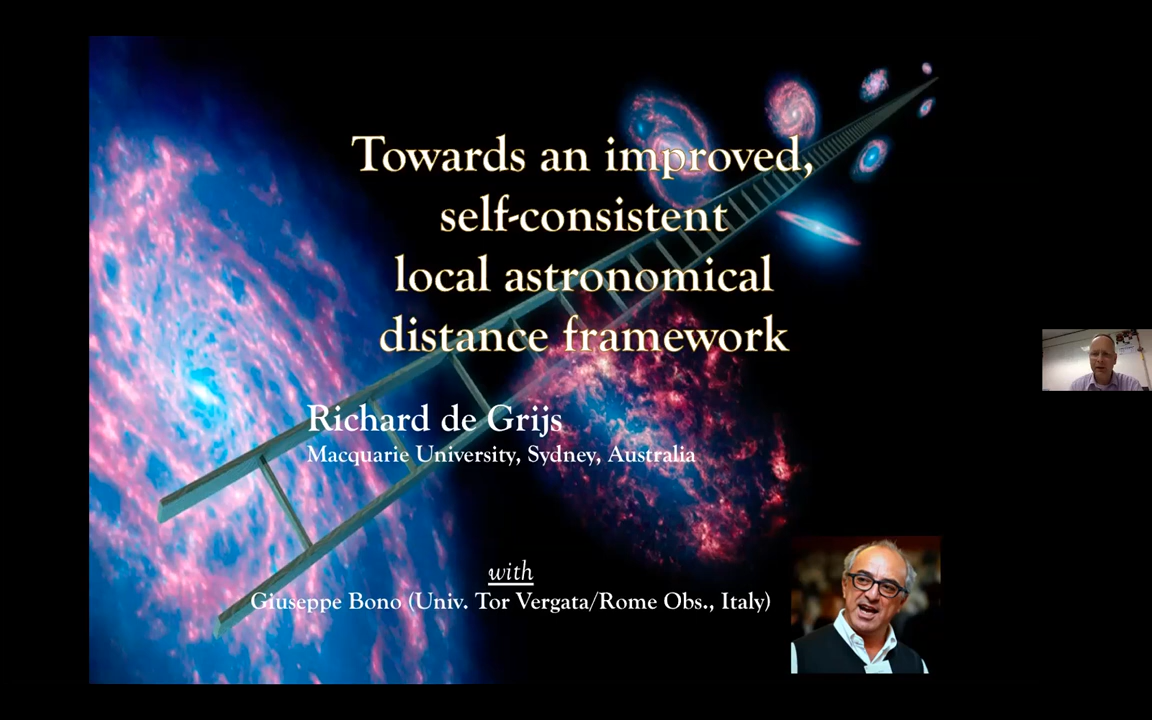 Towards an improved,
self-consistent
local astronomical
distance framework
Richard de Grijs
Macquarie University, Sydney, Australia
with
Giuseppe Bono (Univ. Tor Vergata/Rome Obs., Italy)